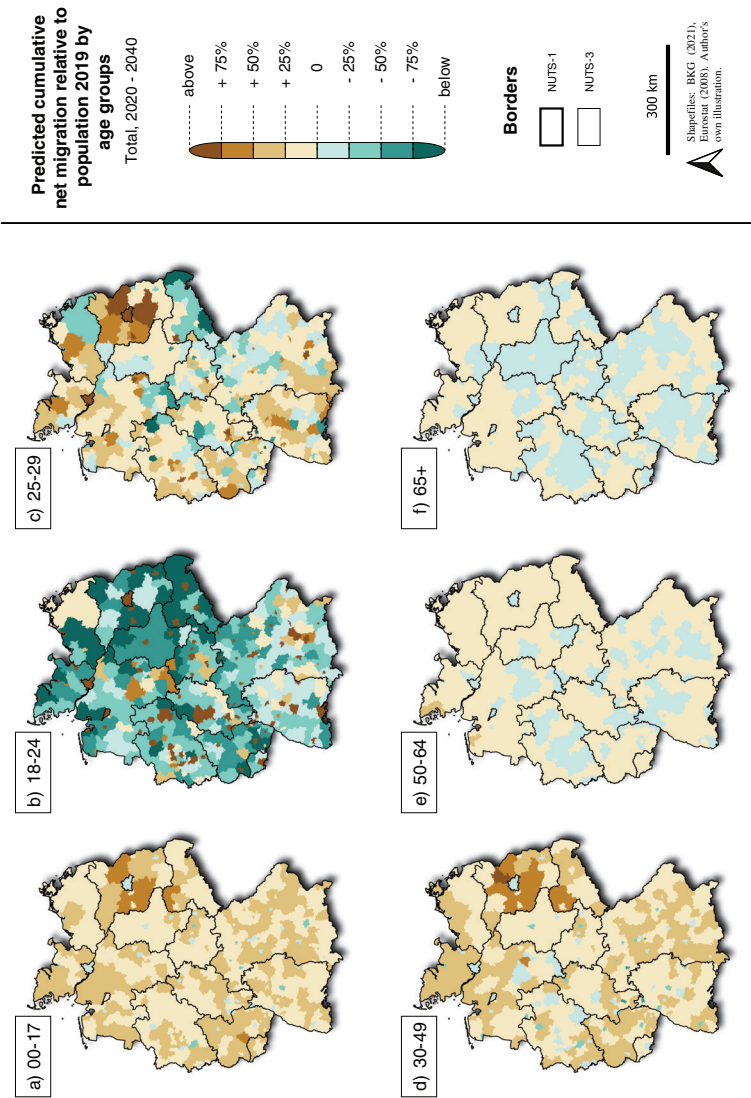 a) 00-17
b) 18-24
c) 25-29
d) 30-49
e) 50-64
f) 65+
Predicted cumulative
net migration relative to
population 2019 by
age groups
Total, 2020 - 2040
above
+ 75%
+ 50%
+ 25%
0
- 25%
- 50%
- 75%
below
Borders
NUTS-1
NUTS-3
300 km
Shapefiles: BKG (2021),
Eurostat (2008). Author's
own illustration.